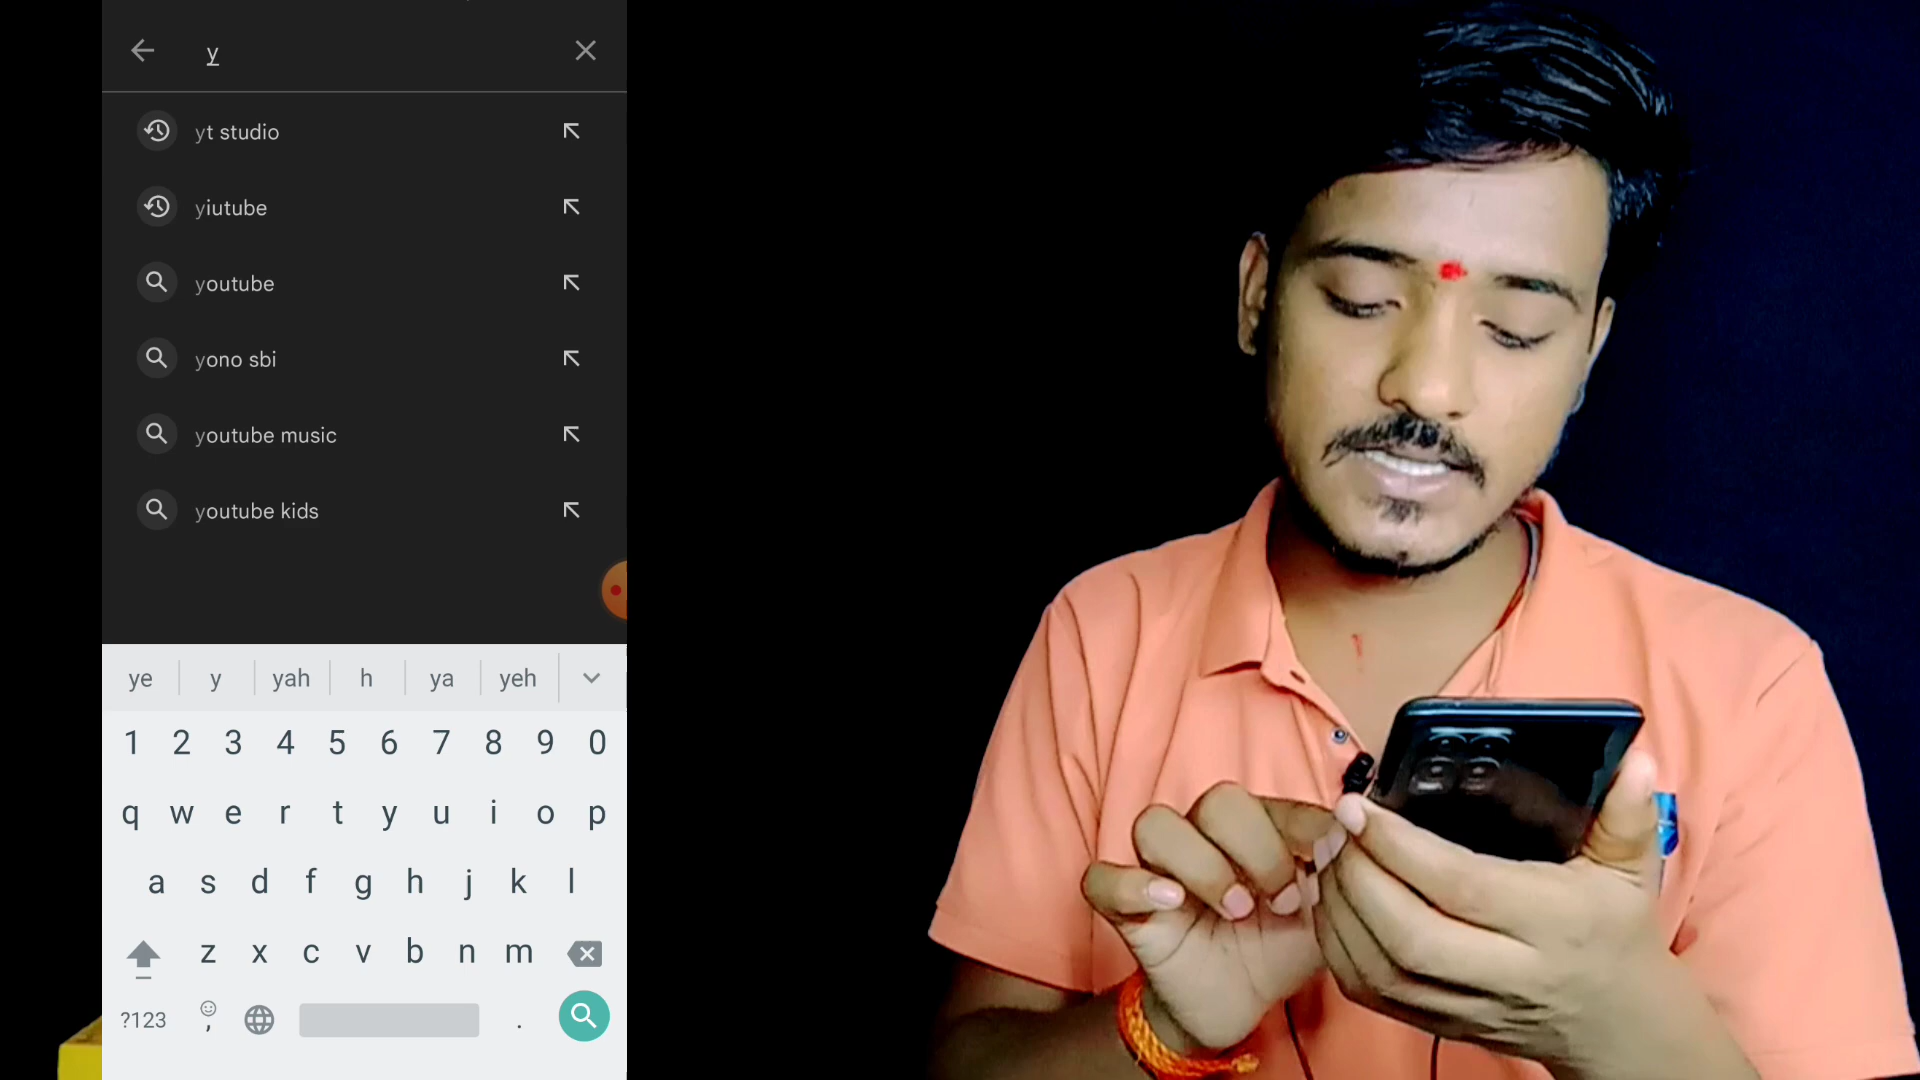 y
yt studio
yiutube
youtube
yono sbi
youtube music
youtube kids
ye y yah h ya yeh
1 2 3 4 5 6 7 8 9 0
q w e r t y u i o p
a s d f g h j k l
z x c v b n m
?123 , .